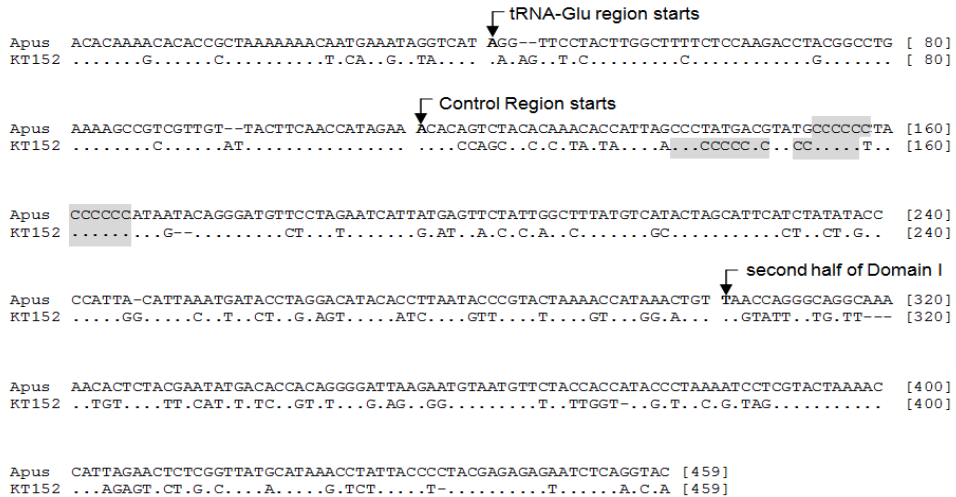 tRNA-Glu region starts
Apus ACACAAAACACACCGCTAAAAAAACAATGAAATAGGTCAT AGG--TTCCTACTTGGCTTTTCTCCAAGACCTACGGCCTG [ 80]
KT152 .......G......C..........T.CA..G..TA..... .A.AG..T.C.........C............G....... [ 80]
Control Region starts
Apus AAAAGCCGTCGTTGT--TACTTCAACCATAGAA ACACAGTCTACACAAACACCATTAGCCCTATGACGTATGCCCCCCTA [160]
KT152 ........C......AT................ ....CCAGC..C.C.TA.TA....A...CCCCC.C..CC.....T.. [160]
Apus CCCCCCATAATACAGGGATGTTCCTAGAATCATTATGAGTTCTATTGGCTTTATGTCATACTAGCATTCATCTATATACC [240]
KT152 .........G--.........CT...T.......G.AT..A.C.C.A..C........GC..........CT..CT.G.. [240]
second half of Domain I
Apus CCATTA-CATTAAATGATACCTAGGACATACACCTTAATACCCGTACTAAAACCATAAACTGT TAACCAGGGCAGGCAAA [320]
KT152 .....GG.....C..T..CT..G.AGT.....ATC....GTT....T....GT...GG.A... ..GTATT..TG.TT--- [320]
Apus AACACTCTACGAATATGACACCACAGGGGATTAAGAATGTAATGTTCTACCACCATACCCTAAAATCCTCGTACTAAAAC [400]
KT152 ..TGT....TT.CAT.T.TC..GT.T...G.AG..GG.........T..TTGGT-..G.T..C.G.TAG........... [400]
Apus CATTAGAACTCTCGGTTATGCATAAACCTATTACCCCTACGAGAGAGAATCTCAGGTAC [459]
KT152 ...AGAGT.CT.G.C....A.....G.TCT.....T-..........T......A.C.A [459]